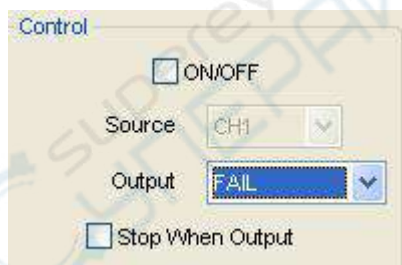 Control
ON/OFF
Source CH1
Output FAIL
Stop When Output